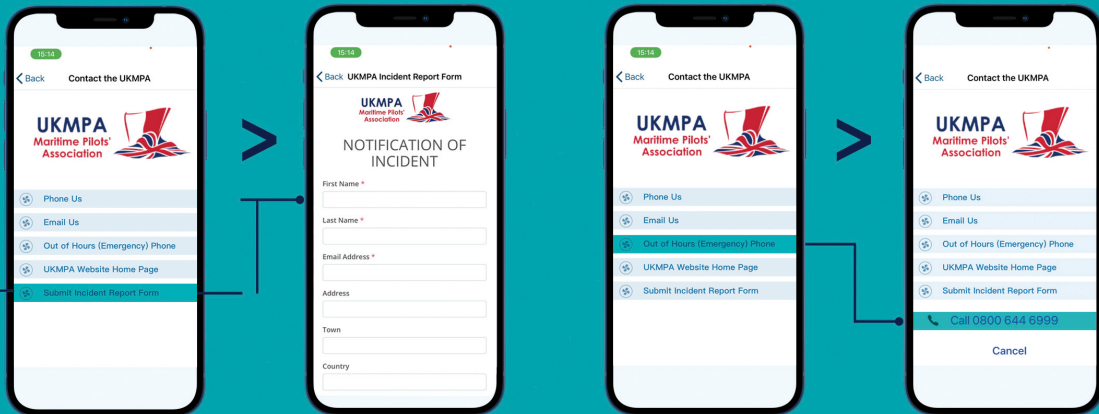 15:14
Back Contact the UKMPA
UKMPA
Maritime Pilots'
Association
Phone Us
Email Us
Out of Hours (Emergency) Phone
UKMPA Website Home Page
Submit Incident Report Form
>
15:14
Back UKMPA Incident Report Form
UKMPA
Maritime Pilots'
Association
NOTIFICATION OF
INCIDENT
First Name *
Last Name *
Email Address *
Address
Town
Country
15:14
Back Contact the UKMPA
UKMPA
Maritime Pilots'
Association
Phone Us
Email Us
Out of Hours (Emergency) Phone
UKMPA Website Home Page
Submit Incident Report Form
>
Back Contact the UKMPA
UKMPA
Maritime Pilots'
Association
Phone Us
Email Us
Out of Hours (Emergency) Phone
UKMPA Website Home Page
Submit Incident Report Form
Call 0800 644 6999
Cancel